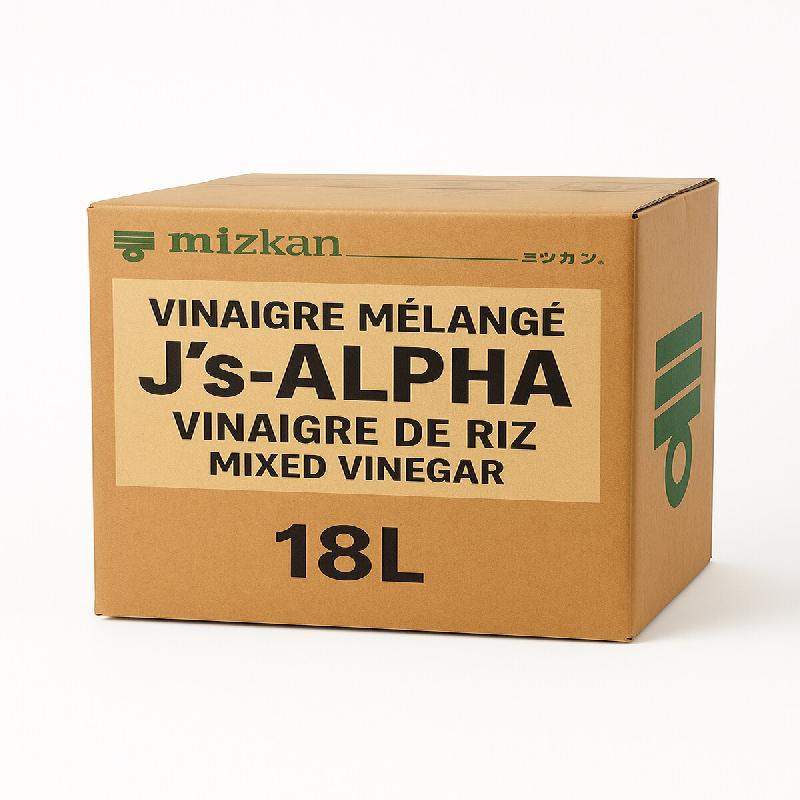 mizkan
ミツカン®
VINAIGRE MÉLANGÉ
J's-ALPHA
VINAIGRE DE RIZ
MIXED VINEGAR
18L